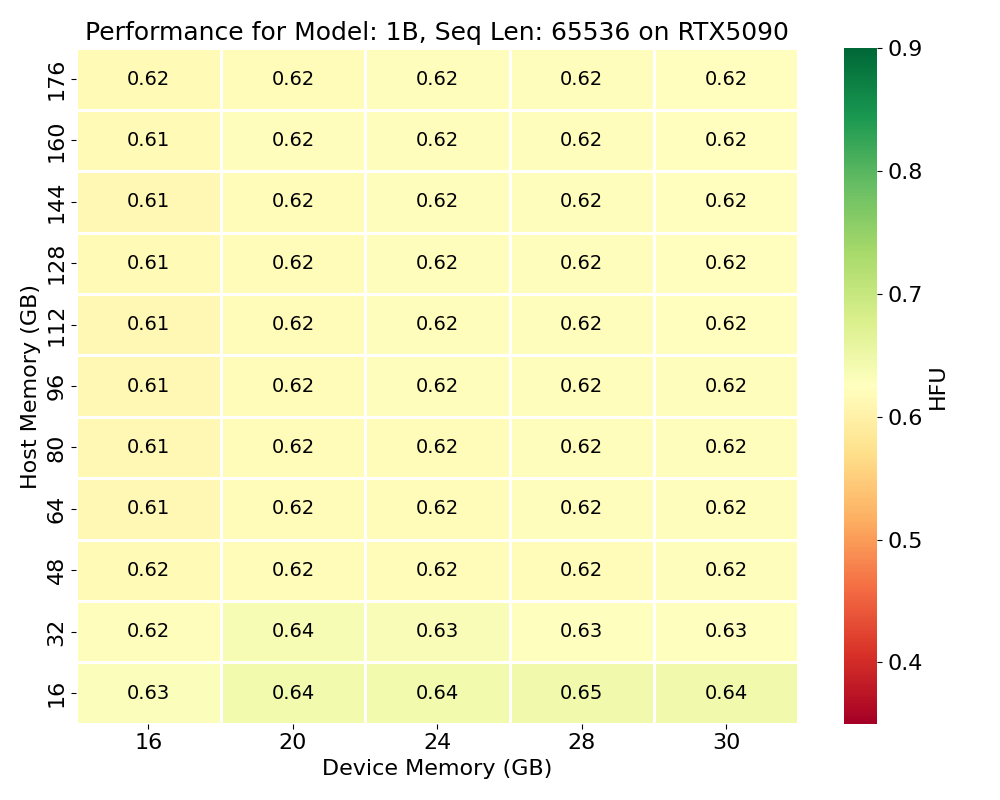 Performance for Model: 1B, Seq Len: 65536 on RTX5090
176 0.62 0.62 0.62 0.62 0.62
160 0.61 0.62 0.62 0.62 0.62
144 0.61 0.62 0.62 0.62 0.62
128 0.61 0.62 0.62 0.62 0.62
112 0.61 0.62 0.62 0.62 0.62
96 0.61 0.62 0.62 0.62 0.62
80 0.61 0.62 0.62 0.62 0.62
64 0.61 0.62 0.62 0.62 0.62
48 0.62 0.62 0.62 0.62 0.62
32 0.62 0.64 0.63 0.63 0.63
16 0.63 0.64 0.64 0.65 0.64
16 20 24 28 30
Device Memory (GB)
Host Memory (GB)
0.9
0.8
0.7
0.6
0.5
0.4
HFU